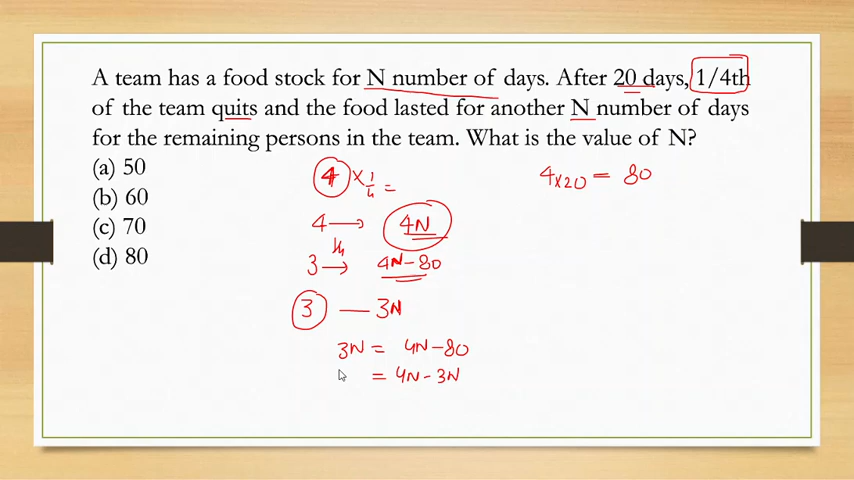 A team has a food stock for N number of days. After 20 days, 1/4th
of the team quits and the food lasted for another N number of days
for the remaining persons in the team. What is the value of N?
(a) 50
(b) 60
(c) 70
(d) 80
4 × 1/4 =
4×20 = 80
4 → 4N
3 → 4N-80
3 — 3N
3N = 4N-80
= 4N-3N